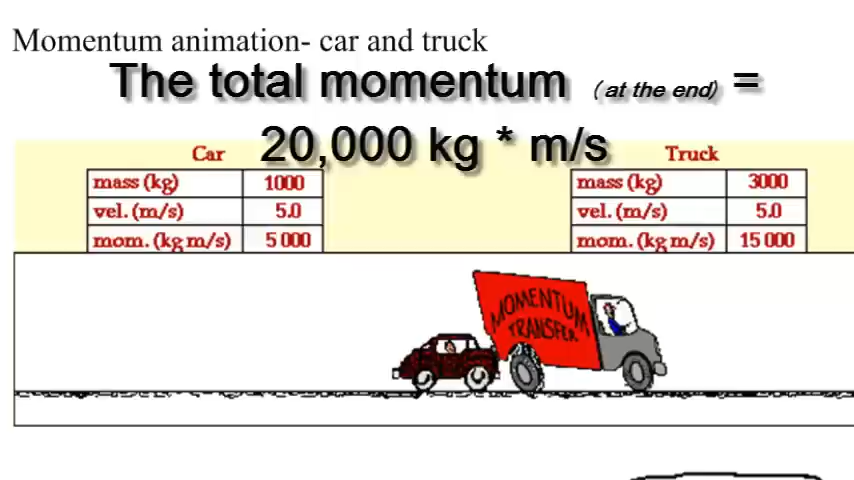 Momentum animation- car and truck
The total momentum (at the end) =
20,000 kg * m/s
Car
mass (kg) 1000
vel. (m/s) 5.0
mom. (kg m/s) 5 000
Truck
mass (kg) 3000
vel. (m/s) 5.0
mom. (kg m/s) 15 000
MOMENTUM
TRANSFER